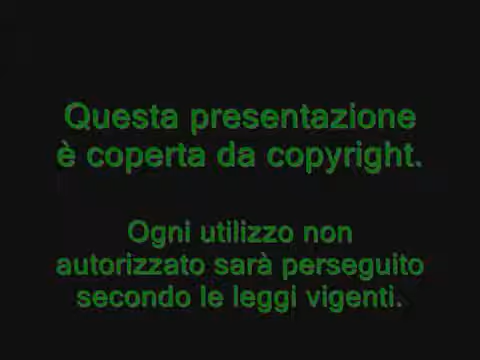 Questa presentazione
è coperta da copyright.
Ogni utilizzo non
autorizzato sarà perseguito
secondo le leggi vigenti.